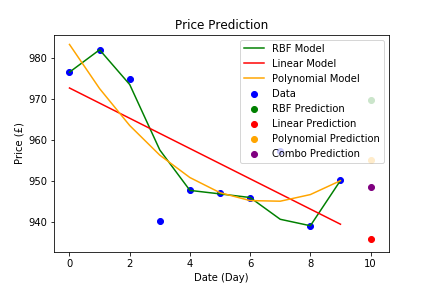 Price Prediction
RBF Model
Linear Model
Polynomial Model
Data
RBF Prediction
Linear Prediction
Polynomial Prediction
Combo Prediction
980
970
960
950
940
Price (£)
0 2 4 6 8 10
Date (Day)